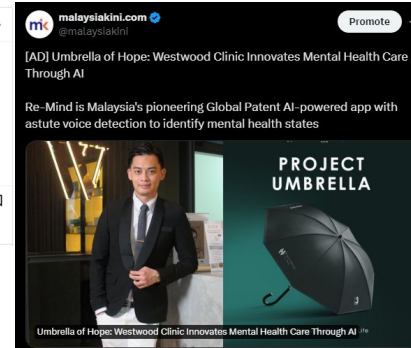 malaysiakini.com
@malaysiakini
Promote
[AD] Umbrella of Hope: Westwood Clinic Innovates Mental Health Care
Through AI
Re-Mind is Malaysia's pioneering Global Patent AI-powered app with
astute voice detection to identify mental health states
PROJECT
UMBRELLA
Umbrella of Hope: Westwood Clinic Innovates Mental Health Care Through AI